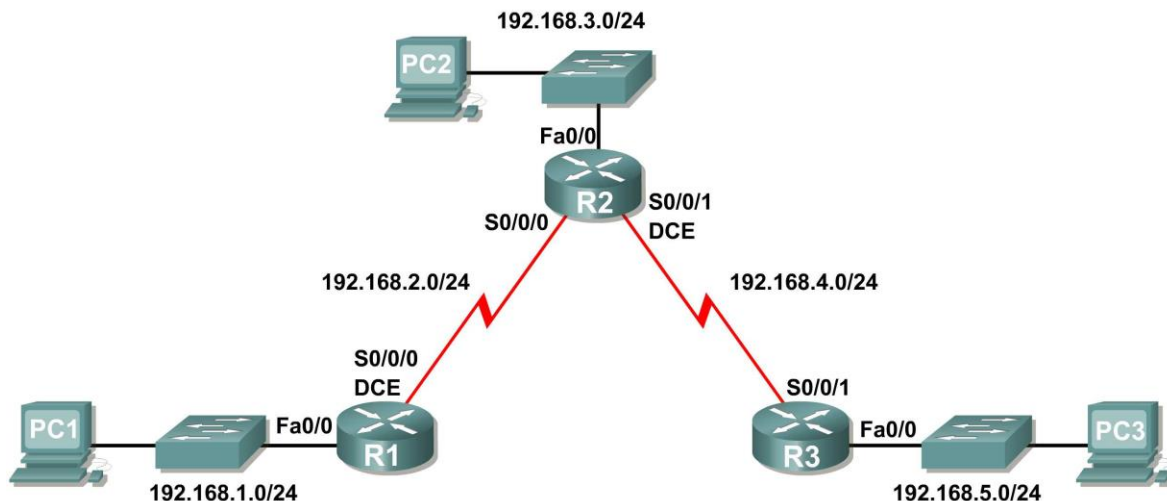 192.168.3.0/24
PC2
Fa0/0
R2
S0/0/0
S0/0/1
DCE
192.168.2.0/24
192.168.4.0/24
S0/0/0
DCE
S0/0/1
PC1
Fa0/0
R1
R3
Fa0/0
PC3
192.168.1.0/24
192.168.5.0/24